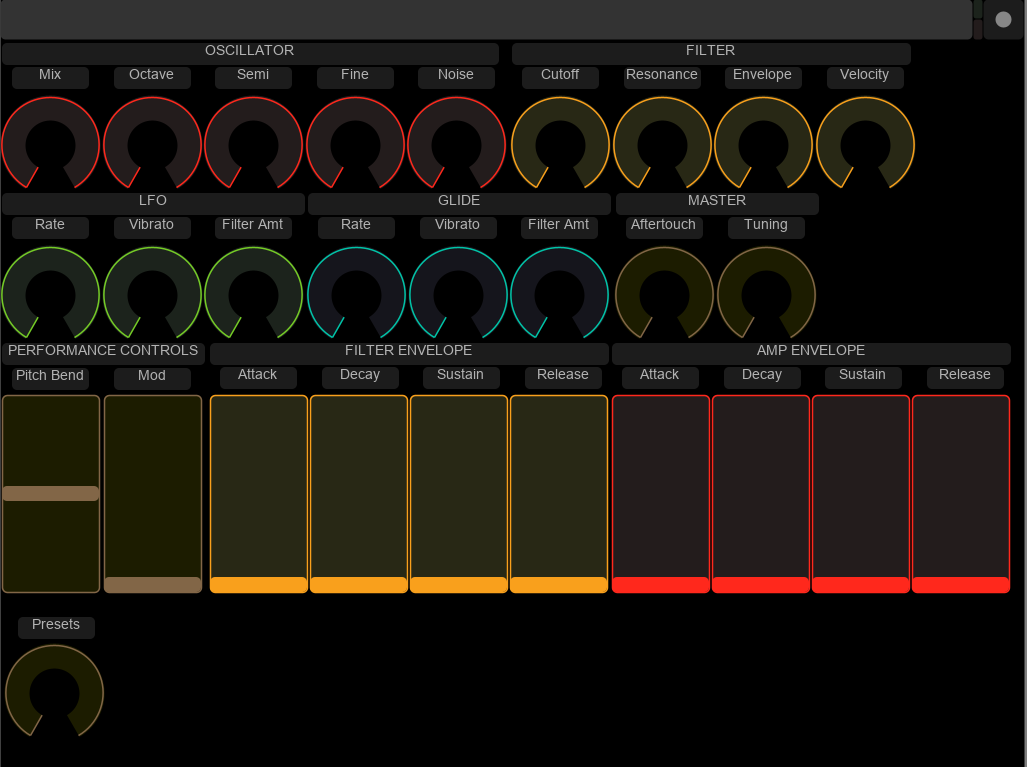 OSCILLATOR FILTER
Mix Octave Semi Fine Noise Cutoff Resonance Envelope Velocity
LFO GLIDE MASTER
Rate Vibrato Filter Amt Rate Vibrato Filter Amt Aftertouch Tuning
PERFORMANCE CONTROLS FILTER ENVELOPE AMP ENVELOPE
Pitch Bend Mod Attack Decay Sustain Release Attack Decay Sustain Release
Presets